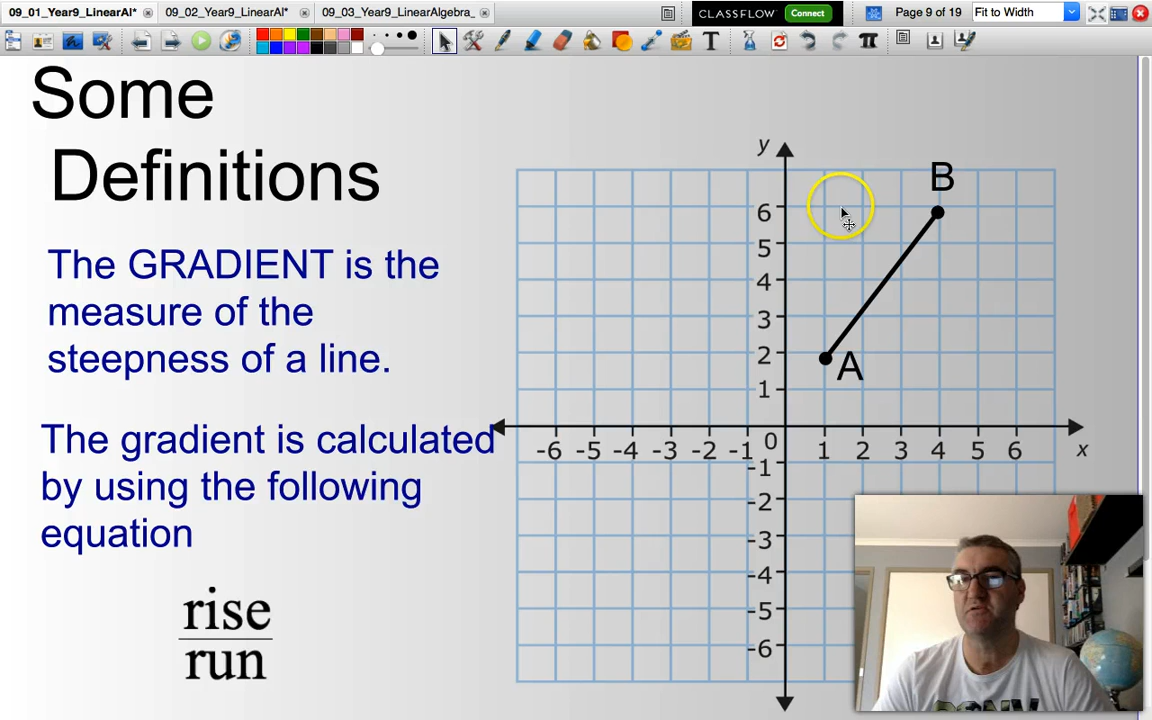 09_01_Year9_LinearAl*
09_02_Year9_LinearAl*
09_03_Year9_LinearAlgebra_
CLASSFLOW
Connect
Page 9 of 19
Fit to Width
T
π
Some
Definitions
The GRADIENT is the
measure of the
steepness of a line.
The gradient is calculated
by using the following
equation
rise
run
y
B
6
5
4
3
2
A
1
0
-6 -5 -4 -3 -2 -1 1 2 3 4 5 6
x
-1
-2
-3
-4
-5
-6